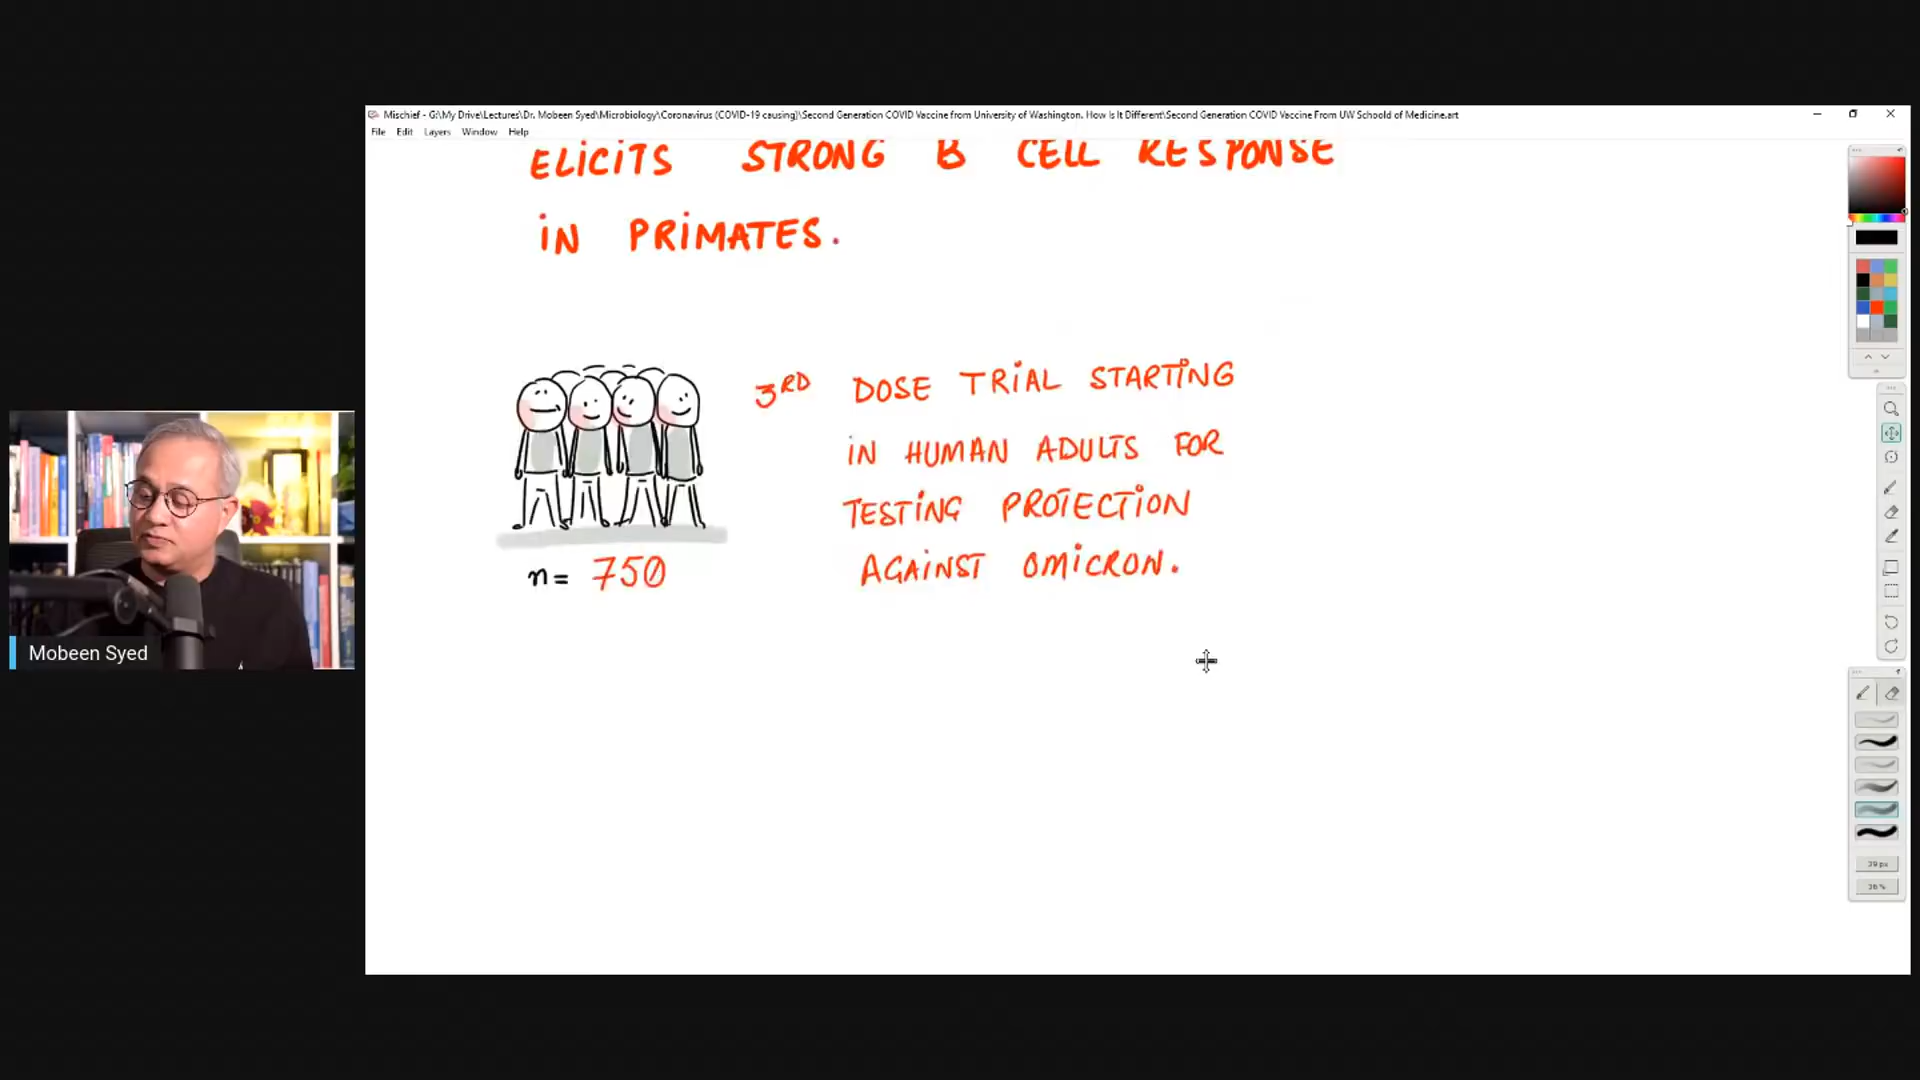 Mischief - G:\My Drive\Lectures\Dr. Mobeen Syed\Microbiology\Coronavirus (COVID-19 causing)\Second Generation COVID Vaccine from University of Washington. How Is It Different\Second Generation COVID Vaccine From UW Schoold of Medicine.art
File Edit Layers Window Help
ELICITS STRONG B CELL RESPONSE
IN PRIMATES.
3RD DOSE TRIAL STARTING
IN HUMAN ADULTS FOR
TESTING PROTECTION
AGAINST OMICRON.
n= 750
Mobeen Syed
39 px
36 %